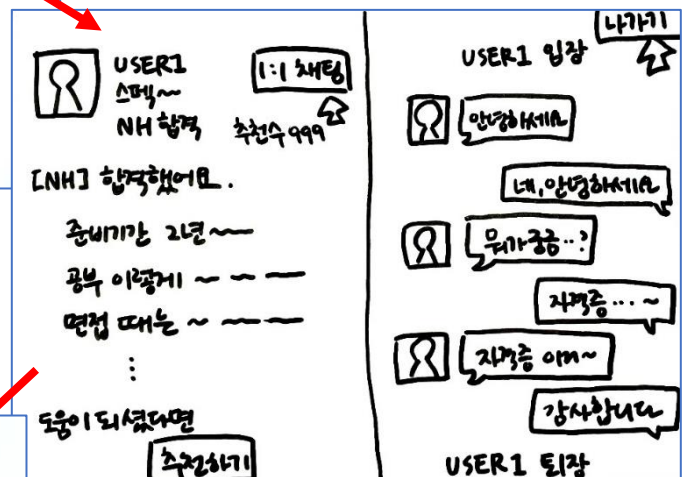 USER1
스펙~
NH 합격
1:1 채팅
추천수 999
[NH] 합격했어요.
준비기간 2년~~
공부 이렇게 ~ ~ —
면접 때는 ~ ~ —
⋮
도움이 되셨다면
추천하기
나가기
USER1 입장
안녕하세요
네, 안녕하세요
뭐가 궁금..?
자격증 ... ~
자격증 어쩌~
감사합니다
USER1 퇴장